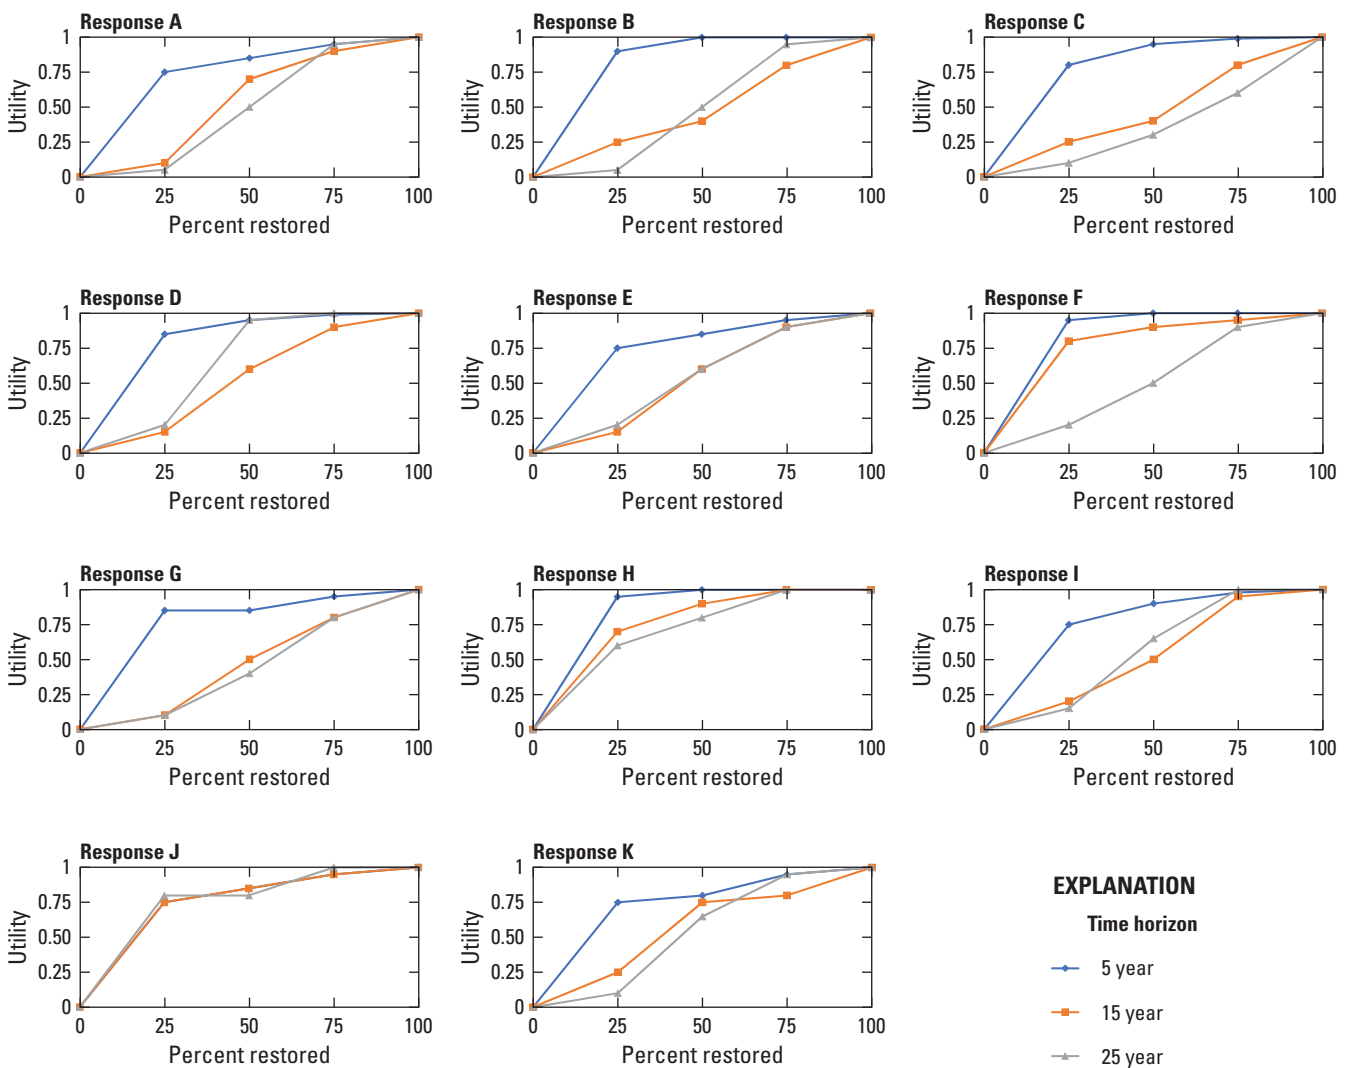 Response A
1
0.75
0.50
0.25
0
Utility
0 25 50 75 100
Percent restored
Response B
1
0.75
0.50
0.25
0
Utility
0 25 50 75 100
Percent restored
Response C
1
0.75
0.50
0.25
0
Utility
0 25 50 75 100
Percent restored
Response D
1
0.75
0.50
0.25
0
Utility
0 25 50 75 100
Percent restored
Response E
1
0.75
0.50
0.25
0
Utility
0 25 50 75 100
Percent restored
Response F
1
0.75
0.50
0.25
0
Utility
0 25 50 75 100
Percent restored
Response G
1
0.75
0.50
0.25
0
Utility
0 25 50 75 100
Percent restored
Response H
1
0.75
0.50
0.25
0
Utility
0 25 50 75 100
Percent restored
Response I
1
0.75
0.50
0.25
0
Utility
0 25 50 75 100
Percent restored
Response J
1
0.75
0.50
0.25
0
Utility
0 25 50 75 100
Percent restored
Response K
1
0.75
0.50
0.25
0
Utility
0 25 50 75 100
Percent restored
EXPLANATION
Time horizon
5 year
15 year
25 year